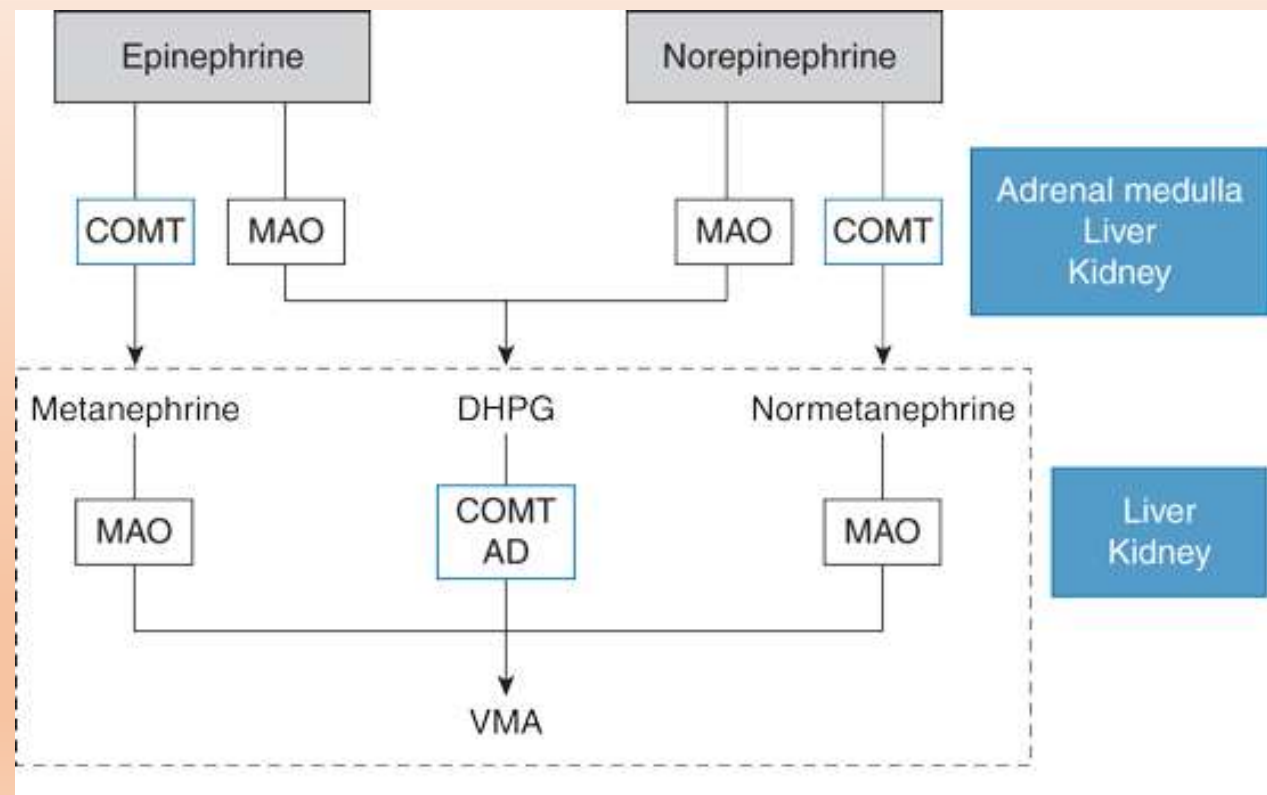 Epinephrine
Norepinephrine
COMT
MAO
MAO
COMT
Adrenal medulla
Liver
Kidney
Metanephrine
DHPG
Normetanephrine
MAO
COMT
AD
MAO
Liver
Kidney
VMA